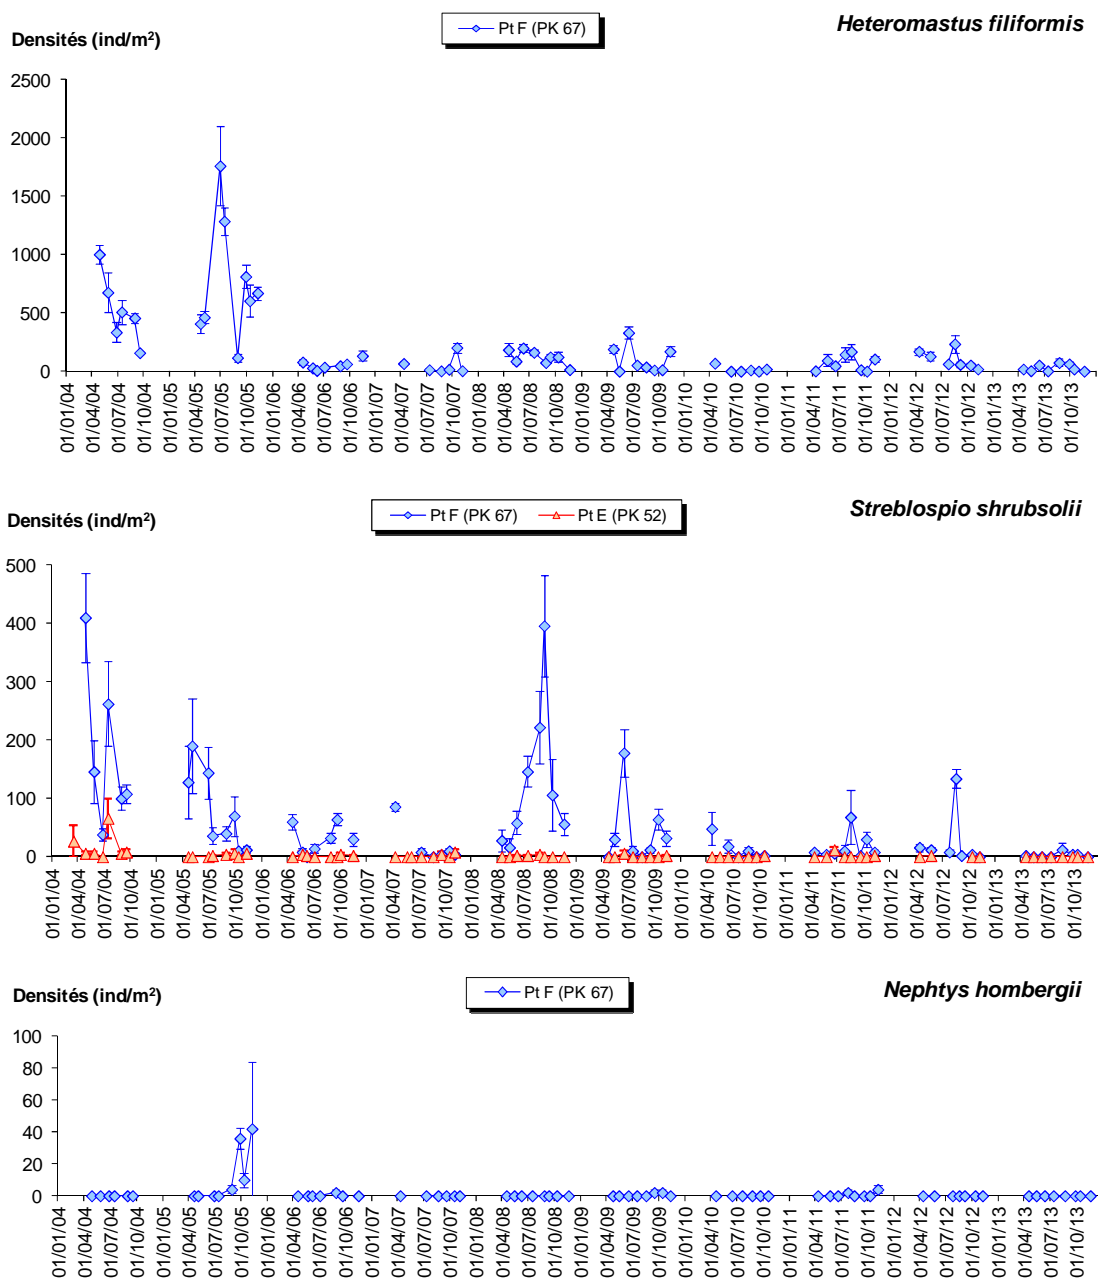 Heteromastus filiformis
Pt F (PK 67)
Densités (ind/m²)
2500
2000
1500
1000
500
0
01/01/04 01/04/04 01/07/04 01/10/04 01/01/05 01/04/05 01/07/05 01/10/05 01/01/06 01/04/06 01/07/06 01/10/06 01/01/07 01/04/07 01/07/07 01/10/07 01/01/08 01/04/08 01/07/08 01/10/08 01/01/09 01/04/09 01/07/09 01/10/09 01/01/10 01/04/10 01/07/10 01/10/10 01/01/11 01/04/11 01/07/11 01/10/11 01/01/12 01/04/12 01/07/12 01/10/12 01/01/13 01/04/13 01/07/13 01/10/13
Streblospio shrubsolii
Pt F (PK 67) Pt E (PK 52)
Densités (ind/m²)
500
400
300
200
100
0
01/01/04 01/04/04 01/07/04 01/10/04 01/01/05 01/04/05 01/07/05 01/10/05 01/01/06 01/04/06 01/07/06 01/10/06 01/01/07 01/04/07 01/07/07 01/10/07 01/01/08 01/04/08 01/07/08 01/10/08 01/01/09 01/04/09 01/07/09 01/10/09 01/01/10 01/04/10 01/07/10 01/10/10 01/01/11 01/04/11 01/07/11 01/10/11 01/01/12 01/04/12 01/07/12 01/10/12 01/01/13 01/04/13 01/07/13 01/10/13
Nephtys hombergii
Pt F (PK 67)
Densités (ind/m²)
100
80
60
40
20
0
01/01/04 01/04/04 01/07/04 01/10/04 01/01/05 01/04/05 01/07/05 01/10/05 01/01/06 01/04/06 01/07/06 01/10/06 01/01/07 01/04/07 01/07/07 01/10/07 01/01/08 01/04/08 01/07/08 01/10/08 01/01/09 01/04/09 01/07/09 01/10/09 01/01/10 01/04/10 01/07/10 01/10/10 01/01/11 01/04/11 01/07/11 01/10/11 01/01/12 01/04/12 01/07/12 01/10/12 01/01/13 01/04/13 01/07/13 01/10/13